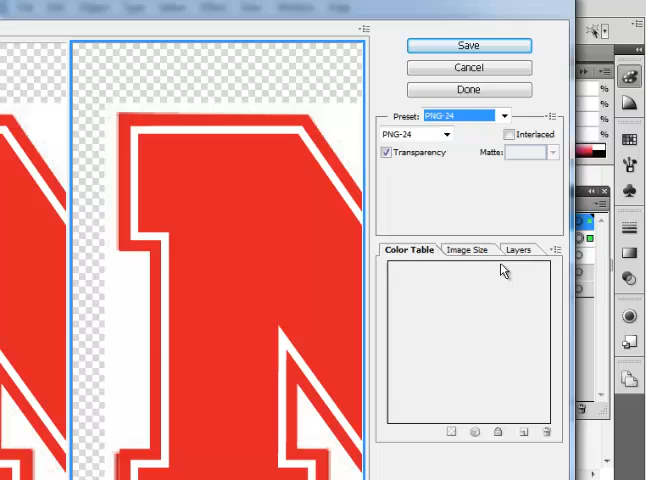 Save
Cancel
Done
Preset: PNG-24
PNG-24
Interlaced
Transparency
Matte:
Color Table
Image Size
Layers
%
%
%
%